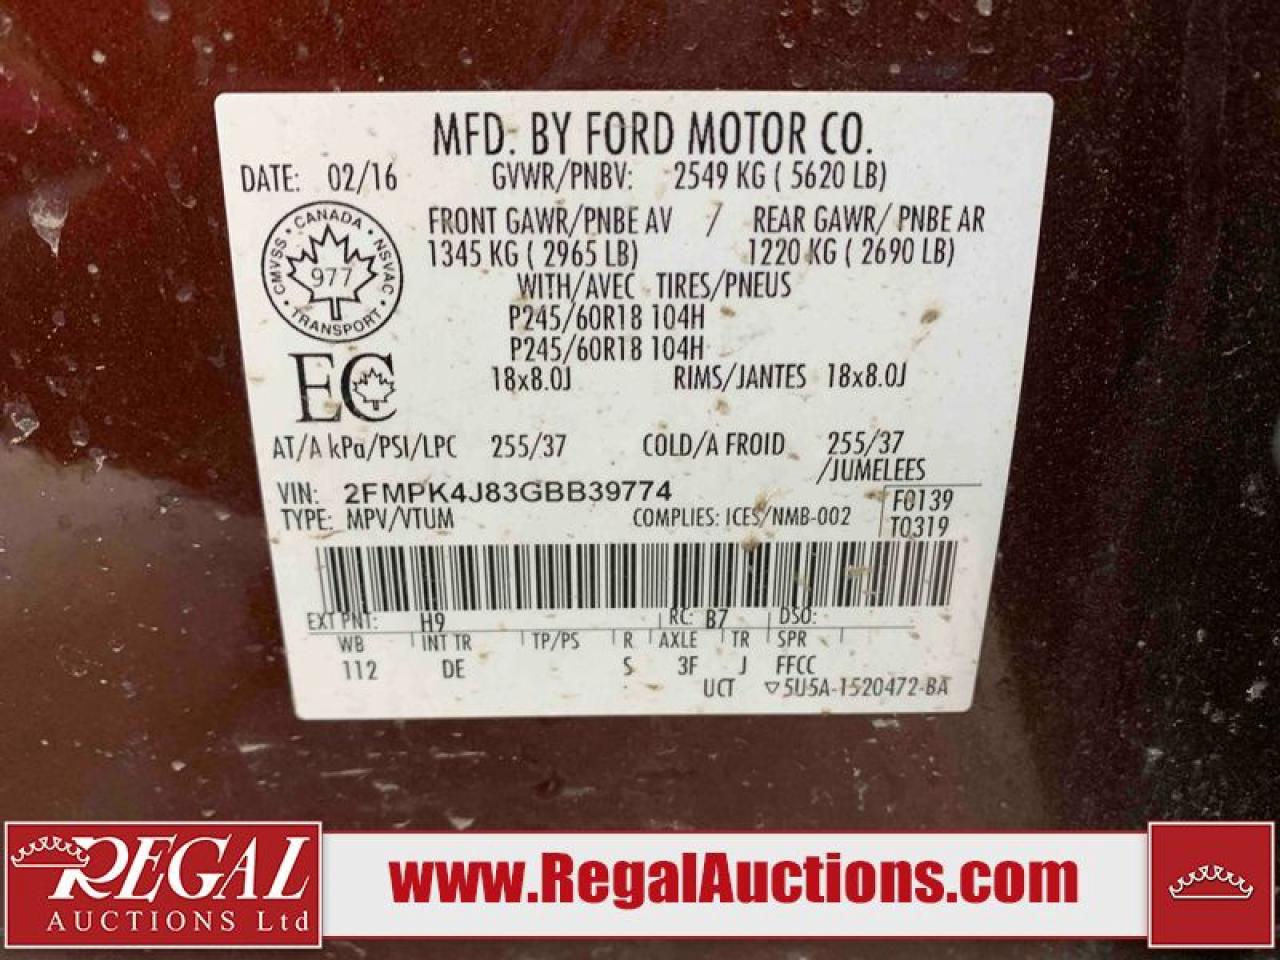 MFD. BY FORD MOTOR CO.
DATE: 02/16 GVWR/PNBV: 2549 KG ( 5620 LB)
FRONT GAWR/PNBE AV / REAR GAWR/ PNBE AR
1345 KG ( 2965 LB) 1220 KG ( 2690 LB)
WITH/AVEC TIRES/PNEUS
P245/60R18 104H
P245/60R18 104H
18x8.0J RIMS/JANTES 18x8.0J
CANADA
CMVSS NSVAC
977
TRANSPORT
EC
AT/A kPa/PSI/LPC 255/37 COLD/A FROID 255/37
/JUMELEES
VIN: 2FMPK4J83GBB39774 F0139
TYPE: MPV/VTUM COMPLIES: ICES/NMB-002 T0319
EXT PNT: H9 RC: B7 DSO:
WB INT TR TP/PS R AXLE TR SPR
112 DE S 3F J FFCC
UCT ▽5U5A-1520472-BA
REGAL
AUCTIONS Ltd
www.RegalAuctions.com